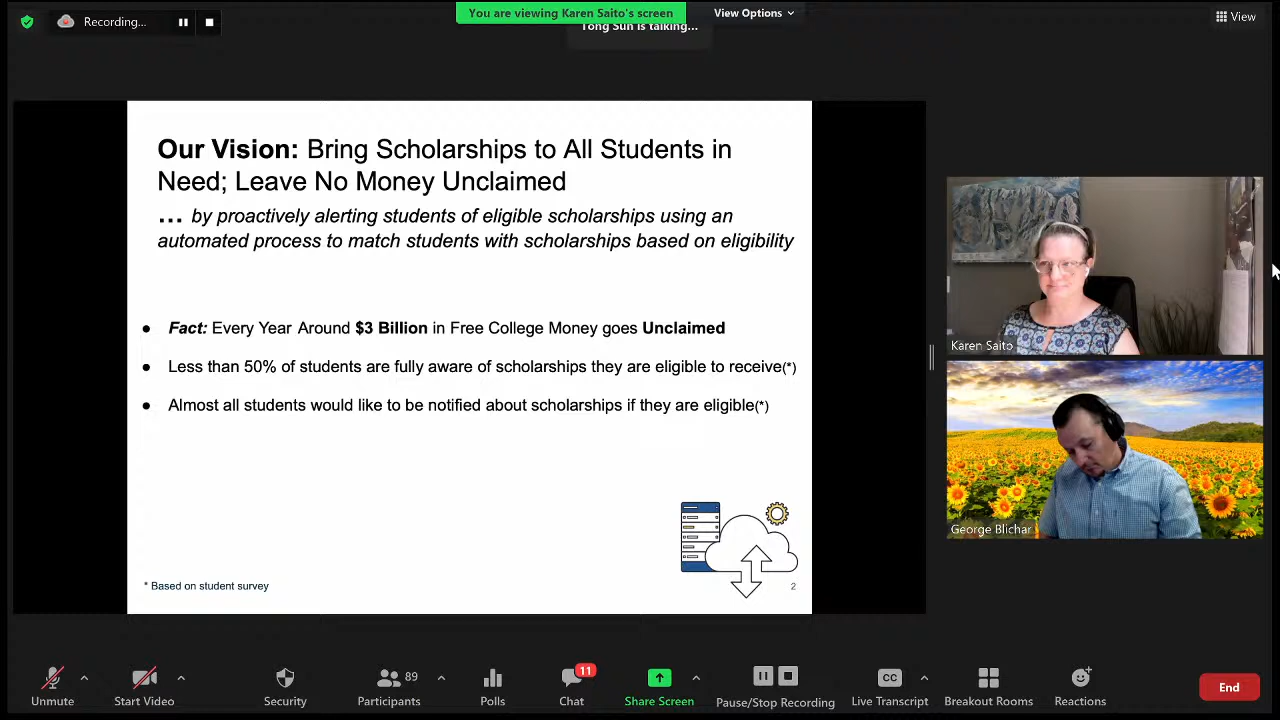 Recording...
You are viewing Karen Saito's screen
View Options
View
Tong Sun is talking...
Our Vision: Bring Scholarships to All Students in
Need; Leave No Money Unclaimed
... by proactively alerting students of eligible scholarships using an
automated process to match students with scholarships based on eligibility
● Fact: Every Year Around $3 Billion in Free College Money goes Unclaimed
● Less than 50% of students are fully aware of scholarships they are eligible to receive(*)
● Almost all students would like to be notified about scholarships if they are eligible(*)
* Based on student survey
2
Karen Saito
George Blichar
Unmute
Start Video
Security
89
Participants
Polls
11
Chat
Share Screen
Pause/Stop Recording
CC
Live Transcript
Breakout Rooms
Reactions
End